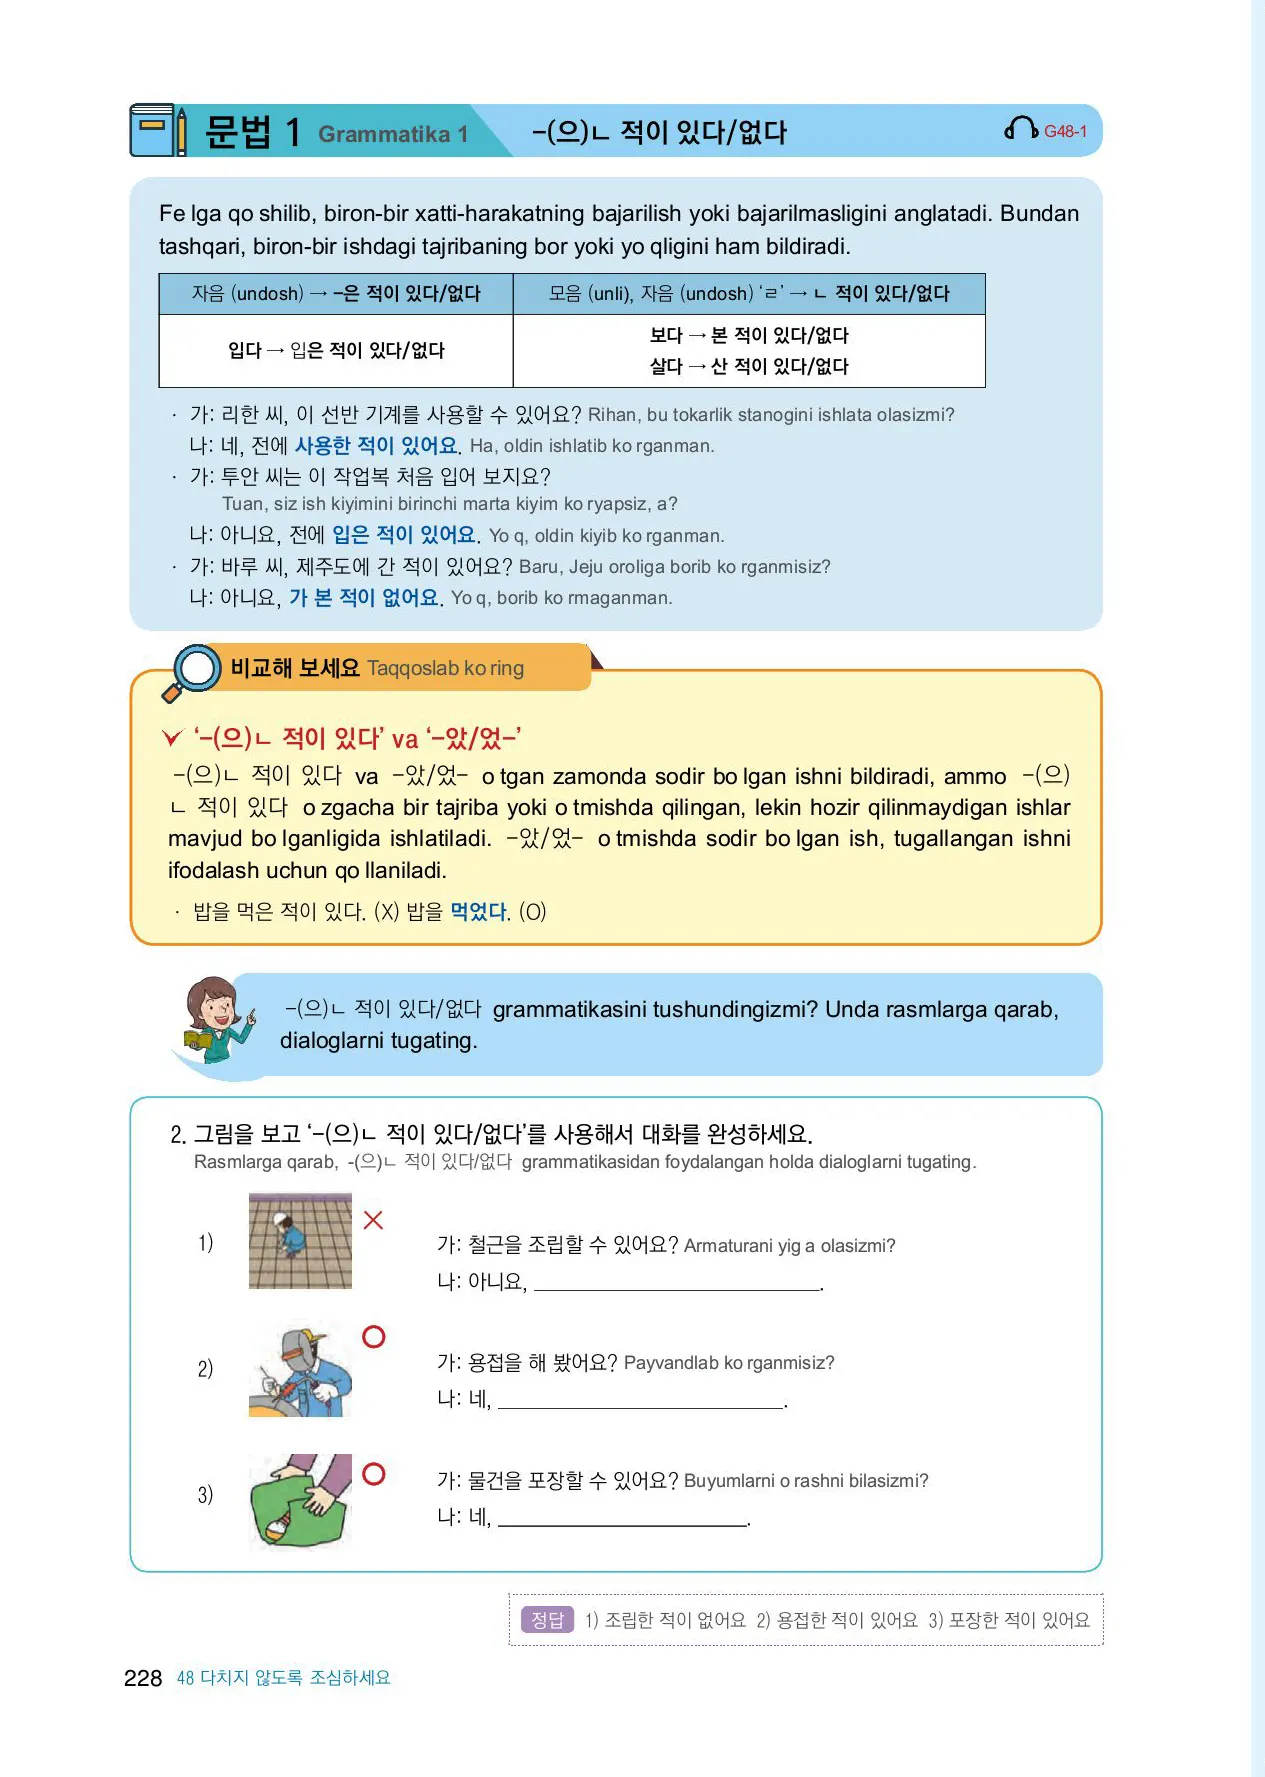 문법 1 Grammatika 1 -(으)ㄴ 적이 있다/없다 G48-1
Fe lga qo shilib, biron-bir xatti-harakatning bajarilish yoki bajarilmasligini anglatadi. Bundan
tashqari, biron-bir ishdagi tajribaning bor yoki yo qligini ham bildiradi.
자음 (undosh) → -은 적이 있다/없다 모음 (unli), 자음 (undosh) ‘ㄹ’ → ㄴ 적이 있다/없다
입다 → 입은 적이 있다/없다
보다 → 본 적이 있다/없다
살다 → 산 적이 있다/없다
· 가: 리한 씨, 이 선반 기계를 사용할 수 있어요? Rihan, bu tokarlik stanogini ishlata olasizmi?
나: 네, 전에 사용한 적이 있어요. Ha, oldin ishlatib ko rganman.
· 가: 투안 씨는 이 작업복 처음 입어 보지요?
Tuan, siz ish kiyimini birinchi marta kiyim ko ryapsiz, a?
나: 아니요, 전에 입은 적이 있어요. Yo q, oldin kiyib ko rganman.
· 가: 바루 씨, 제주도에 간 적이 있어요? Baru, Jeju oroliga borib ko rganmisiz?
나: 아니요, 가 본 적이 없어요. Yo q, borib ko rmaganman.
비교해 보세요 Taqqoslab ko ring
‘-(으)ㄴ 적이 있다’ va ‘-았/었-’
-(으)ㄴ 적이 있다 va -았/었- o tgan zamonda sodir bo lgan ishni bildiradi, ammo -(으)
ㄴ 적이 있다 o zgacha bir tajriba yoki o tmishda qilingan, lekin hozir qilinmaydigan ishlar
mavjud bo lganligida ishlatiladi. -았/었- o tmishda sodir bo lgan ish, tugallangan ishni
ifodalash uchun qo llaniladi.
· 밥을 먹은 적이 있다. (X) 밥을 먹었다. (O)
-(으)ㄴ 적이 있다/없다 grammatikasini tushundingizmi? Unda rasmlarga qarab,
dialoglarni tugating.
2. 그림을 보고 ‘-(으)ㄴ 적이 있다/없다’를 사용해서 대화를 완성하세요.
Rasmlarga qarab, -(으)ㄴ 적이 있다/없다 grammatikasidan foydalangan holda dialoglarni tugating.
1)
가: 철근을 조립할 수 있어요? Armaturani yig a olasizmi?
나: 아니요, ____________________.
2)
가: 용접을 해 봤어요? Payvandlab ko rganmisiz?
나: 네, ____________________.
3)
가: 물건을 포장할 수 있어요? Buyumlarni o rashni bilasizmi?
나: 네, ____________________.
정답 1) 조립한 적이 없어요 2) 용접한 적이 있어요 3) 포장한 적이 있어요
228 48 다치지 않도록 조심하세요